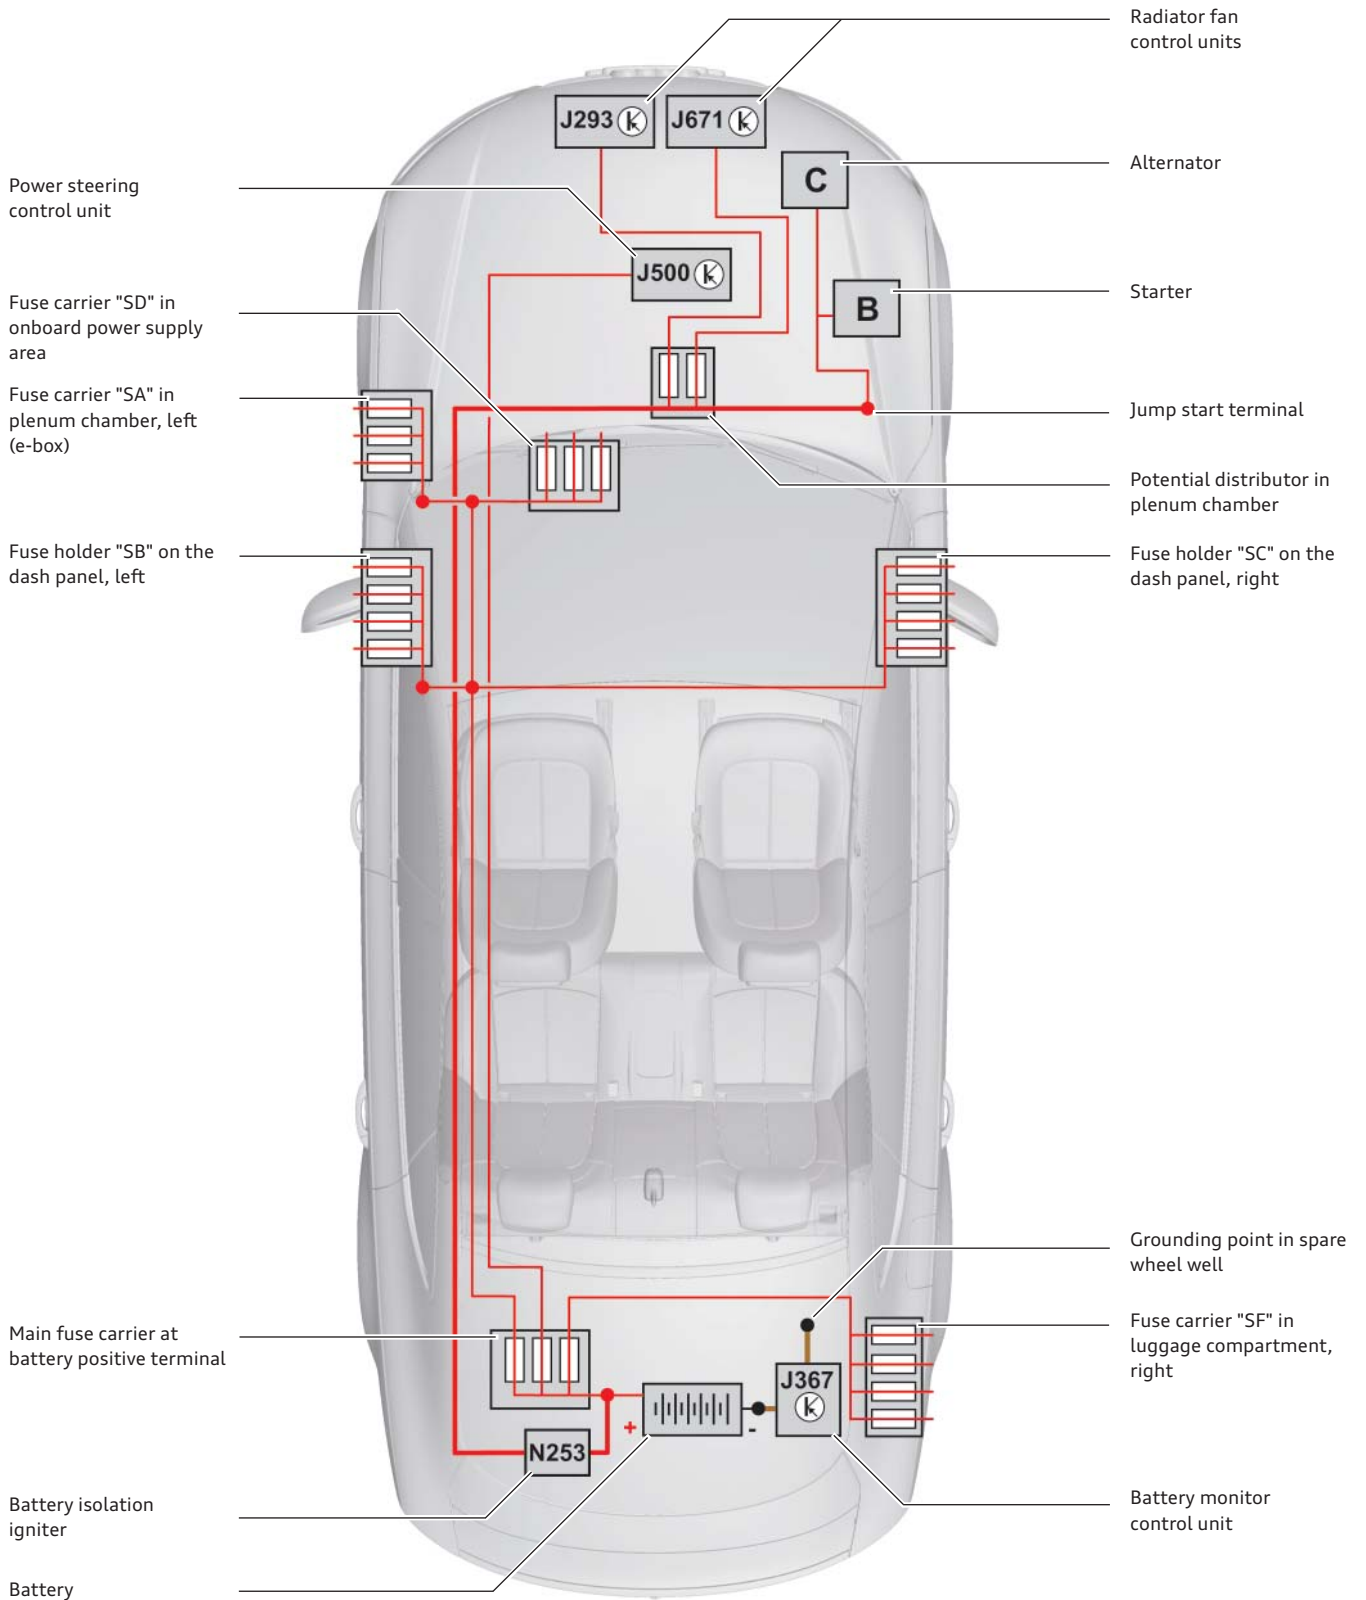 Radiator fan
control units
J293
J671
Alternator
C
Power steering
control unit
J500
Starter
B
Fuse carrier "SD" in
onboard power supply
area
Fuse carrier "SA" in
plenum chamber, left
(e-box)
Jump start terminal
Potential distributor in
plenum chamber
Fuse holder "SB" on the
dash panel, left
Fuse holder "SC" on the
dash panel, right
Grounding point in spare
wheel well
Main fuse carrier at
battery positive terminal
Fuse carrier "SF" in
luggage compartment,
right
J367
+
-
N253
Battery isolation
igniter
Battery monitor
control unit
Battery